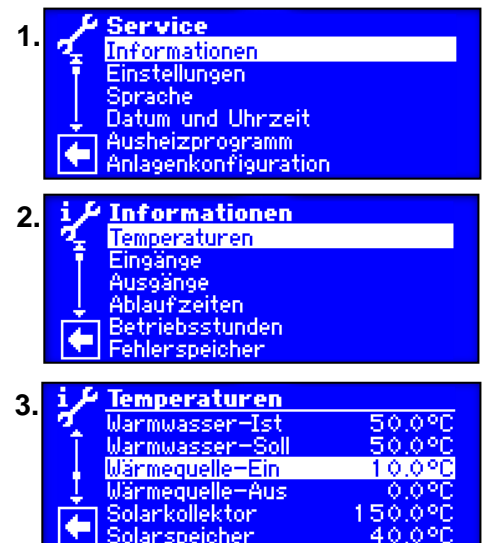 1. Service
Informationen
Einstellungen
Sprache
Datum und Uhrzeit
Ausheizprogramm
Anlagenkonfiguration
2. Informationen
Temperaturen
Eingänge
Ausgänge
Ablaufzeiten
Betriebsstunden
Fehlerspeicher
3. Temperaturen
Warmwasser-Ist 50.0°C
Warmwasser-Soll 50.0°C
Wärmequelle-Ein 10.0°C
Wärmequelle-Aus 0.0°C
Solarkollektor 150.0°C
Solarspeicher 40.0°C